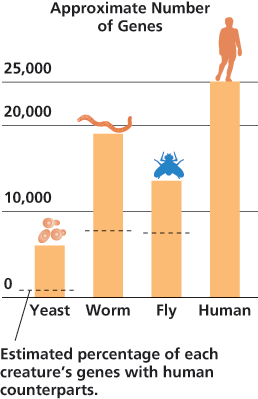 Approximate Number
of Genes
25,000
20,000
10,000
0
Yeast Worm Fly Human
Estimated percentage of each
creature's genes with human
counterparts.